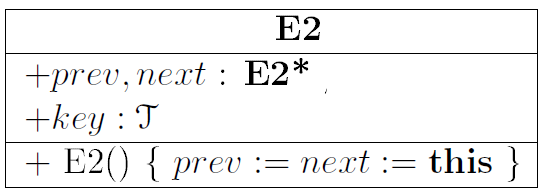 E2
+prev, next : E2*
+key : 𝒯
+ E2() { prev := next := this }